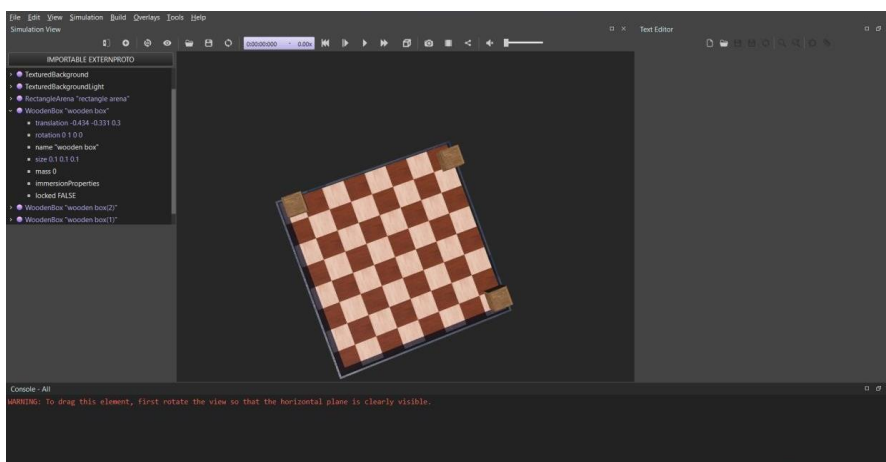 File Edit View Simulation Build Overlays Tools Help
Simulation View
Text Editor
0:00:00:000 - 0.00x
IMPORTABLE EXTERNPROTO
TexturedBackground
TexturedBackgroundLight
RectangleArena "rectangle arena"
WoodenBox "wooden box"
translation -0.434 -0.331 0.3
rotation 0 1 0 0
name "wooden box"
size 0.1 0.1 0.1
mass 0
immersionProperties
locked FALSE
WoodenBox "wooden box(2)"
WoodenBox "wooden box(1)"
Console - All
WARNING: To drag this element, first rotate the view so that the horizontal plane is clearly visible.